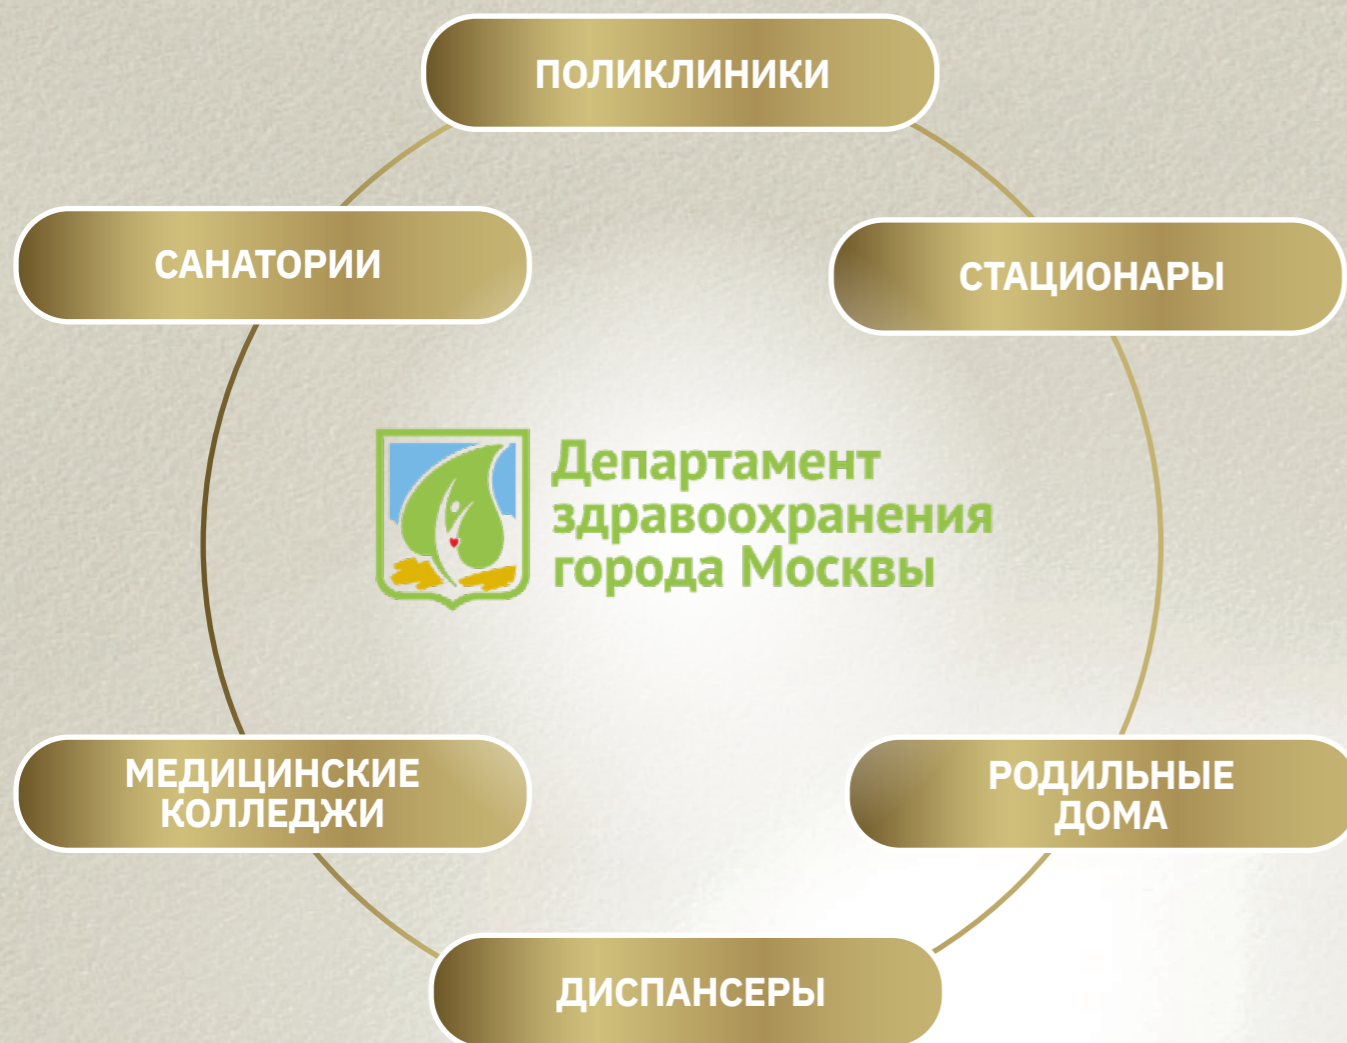 ПОЛИКЛИНИКИ
САНАТОРИИ
СТАЦИОНАРЫ
Департамент
здравоохранения
города Москвы
МЕДИЦИНСКИЕ
КОЛЛЕДЖИ
РОДИЛЬНЫЕ
ДОМА
ДИСПАНСЕРЫ